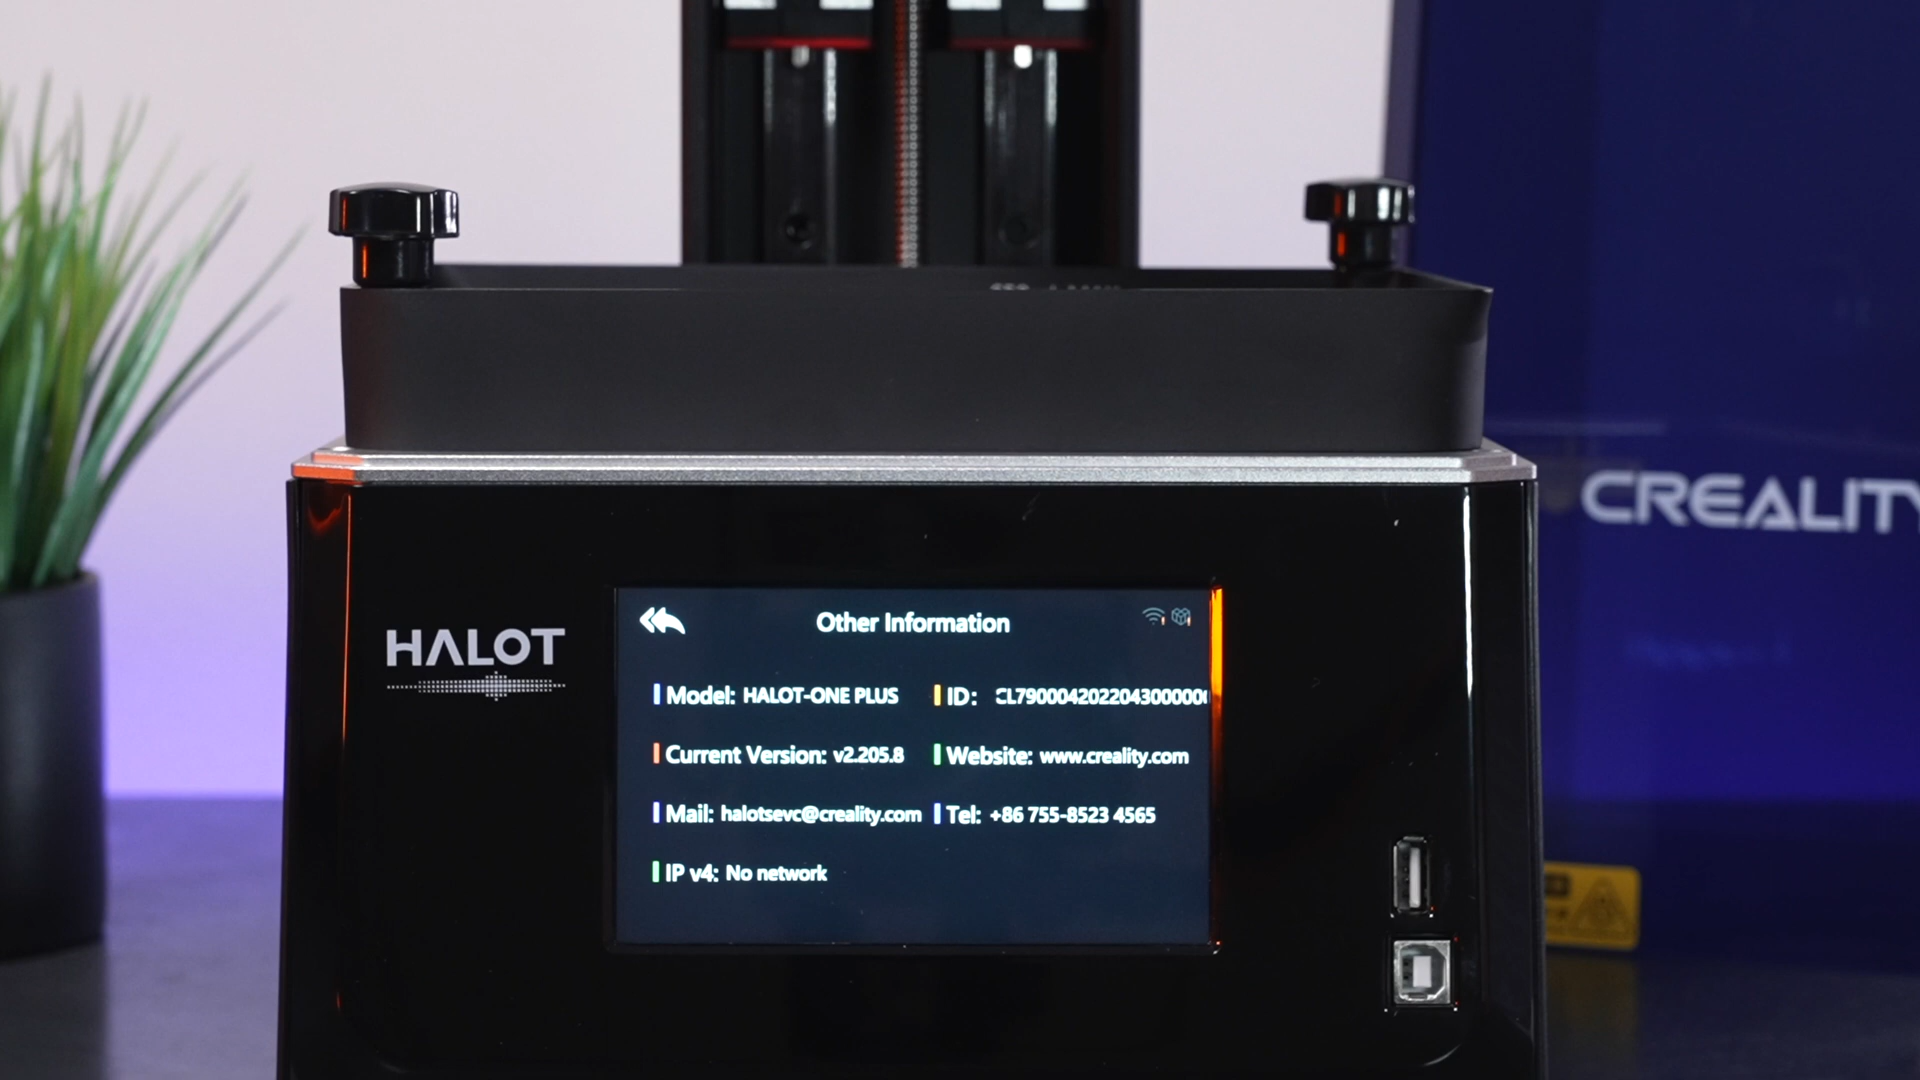 CREALITY
HALOT
Other Information
Model: HALOT-ONE PLUS
ID: CL7900042022043000000
Current Version: v2.205.8
Website: www.creality.com
Mail: halotsevc@creality.com
Tel: +86 755-8523 4565
IP v4: No network